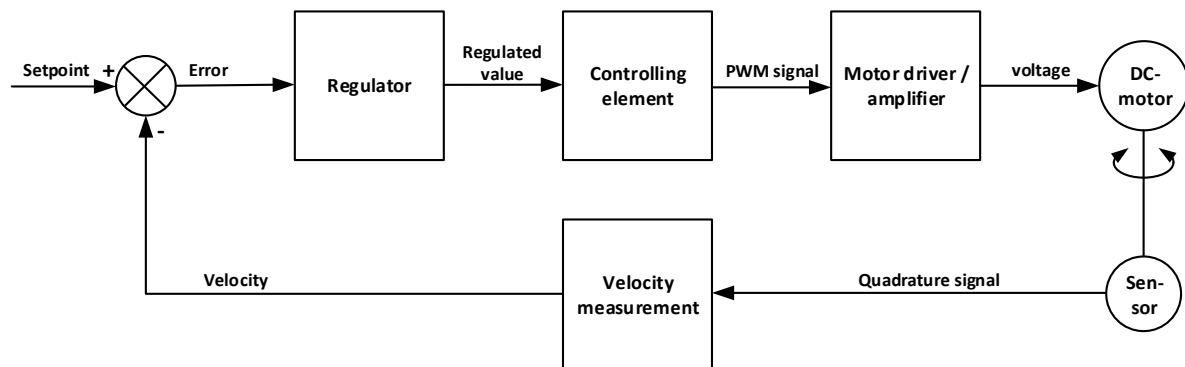 Setpoint
+
-
Error
Regulator
Regulated
value
Controlling
element
PWM signal
Motor driver /
amplifier
voltage
DC-
motor
Velocity
Velocity
measurement
Quadrature signal
Sen-
sor